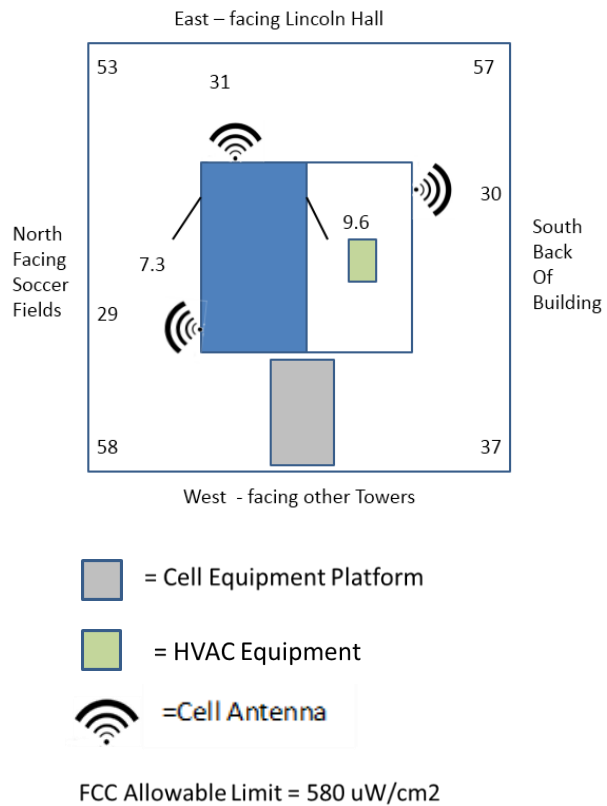 East – facing Lincoln Hall
53
57
31
30
9.6
North
Facing
Soccer
Fields
7.3
South
Back
Of
Building
29
58
37
West - facing other Towers
= Cell Equipment Platform
= HVAC Equipment
=Cell Antenna
FCC Allowable Limit = 580 uW/cm2